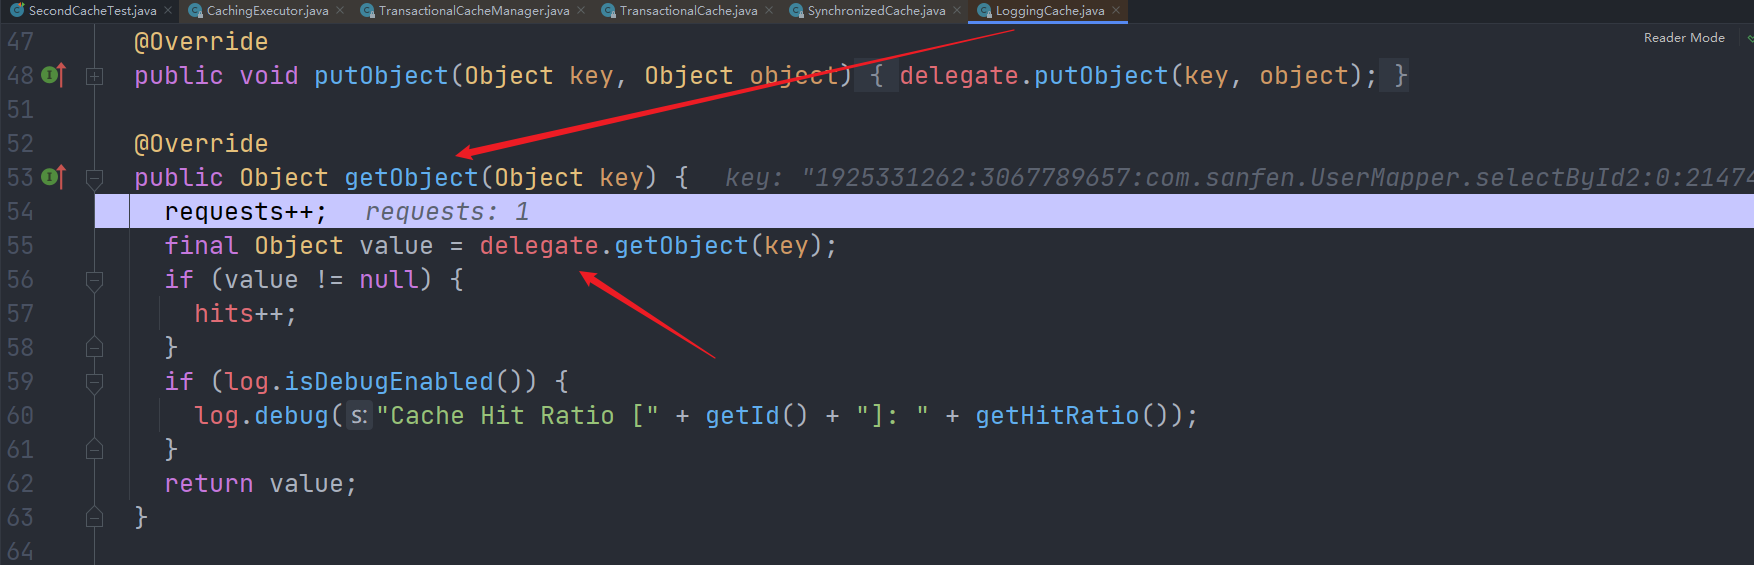 SecondCacheTest.java CachingExecutor.java TransactionalCacheManager.java TransactionalCache.java SynchronizedCache.java LoggingCache.java
Reader Mode
47 @Override
48 public void putObject(Object key, Object object) { delegate.putObject(key, object); }
51
52 @Override
53 public Object getObject(Object key) { key: "1925331262:3067789657:com.sanfen.UserMapper.selectById2:0:21474
54 requests++; requests: 1
55 final Object value = delegate.getObject(key);
56 if (value != null) {
57 hits++;
58 }
59 if (log.isDebugEnabled()) {
60 log.debug( s: "Cache Hit Ratio [" + getId() + "]: " + getHitRatio());
61 }
62 return value;
63 }
64